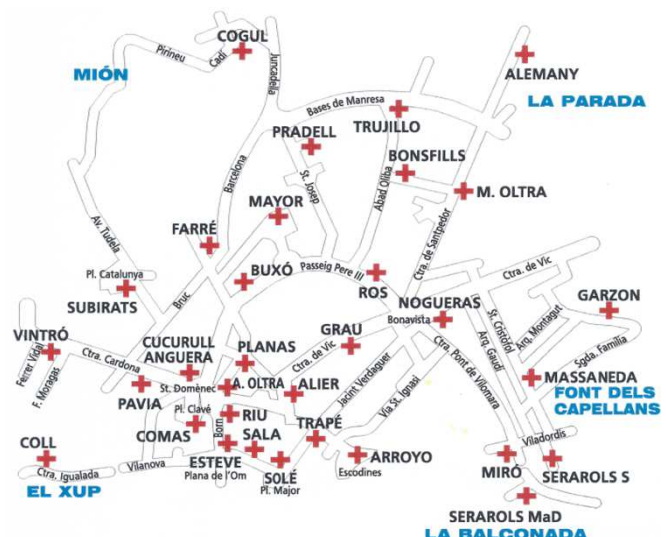 COGUL
Pirineu
Cadí
Juncadella
MIÓN
ALEMANY
LA PARADA
Bases de Manresa
TRUJILLO
PRADELL
BONSFILLS
St. Josep
Abad Oliba
M. OLTRA
Barcelona
MAYOR
FARRÉ
Av. Tudela
Ctra. de Santpedor
Pl. Catalunya
SUBIRATS
Bruc
BUXÓ
Passeig Pere III
ROS
Ctra. de Vic
NOGUERAS
Bonavista
St. Cristòfol
Arq. Gaudí
Arq. Montagut
GARZON
Sgda. Familia
VINTRÓ
Ferret Vidal
F. Moragas
Ctra. Cardona
CUCURULL
ANGUERA
PLANAS
GRAU
Ctra. de Vic
Jacint Verdaguer
Via St. Ignasi
Ctra. Pont de Vilomara
MASSANEDA
FONT DELS
CAPELLANS
PAVIA
St. Domènec
A. OLTRA
ALIER
Pl. Clavé
COMAS
Born
RIU
SALA
TRAPÉ
Viladordis
COLL
Ctra. Igualada
EL XUP
Vilanova
ESTEVE
Plana de l'Om
SOLÉ
Pl. Major
ARROYO
Escodines
MIRÓ
SERAROLS S
SERAROLS MaD
LA BALCONADA